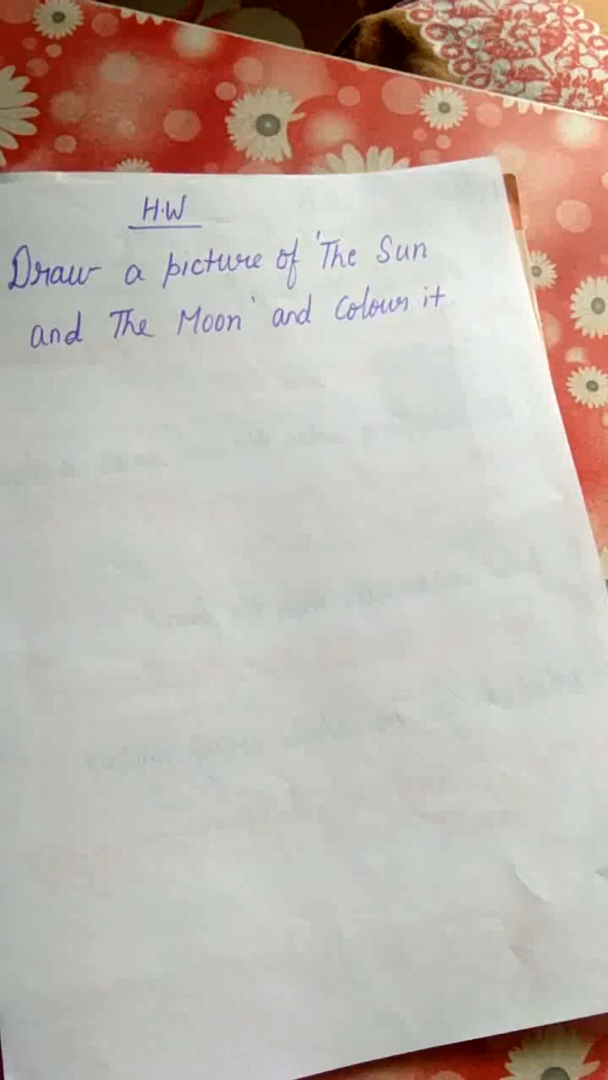 H.W
Draw a picture of 'The Sun
and The Moon' and Colour it